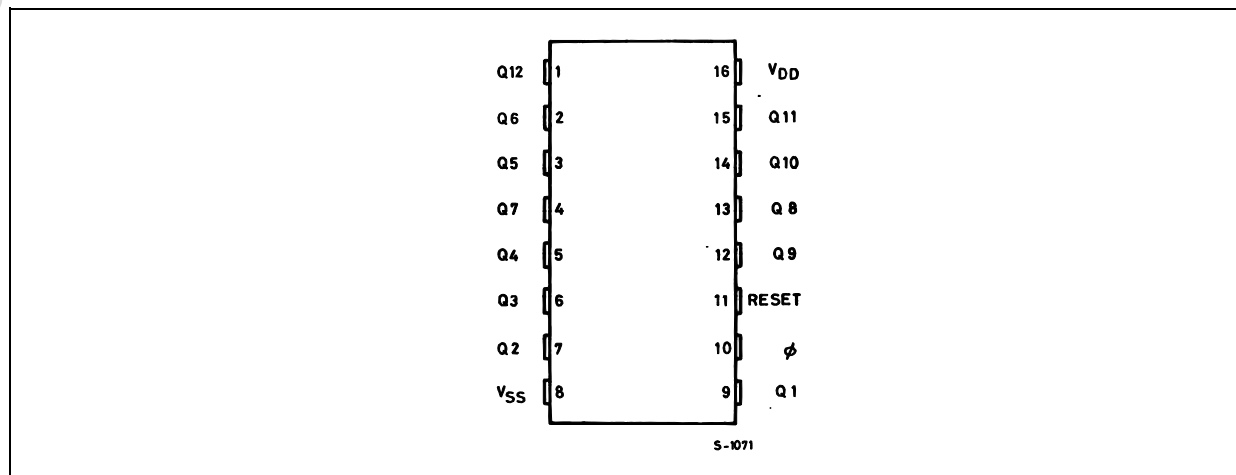 Q12 1 16 VDD
Q6 2 15 Q11
Q5 3 14 Q10
Q7 4 13 Q8
Q4 5 12 Q9
Q3 6 11 RESET
Q2 7 10 ϕ
VSS 8 9 Q1
S-1071